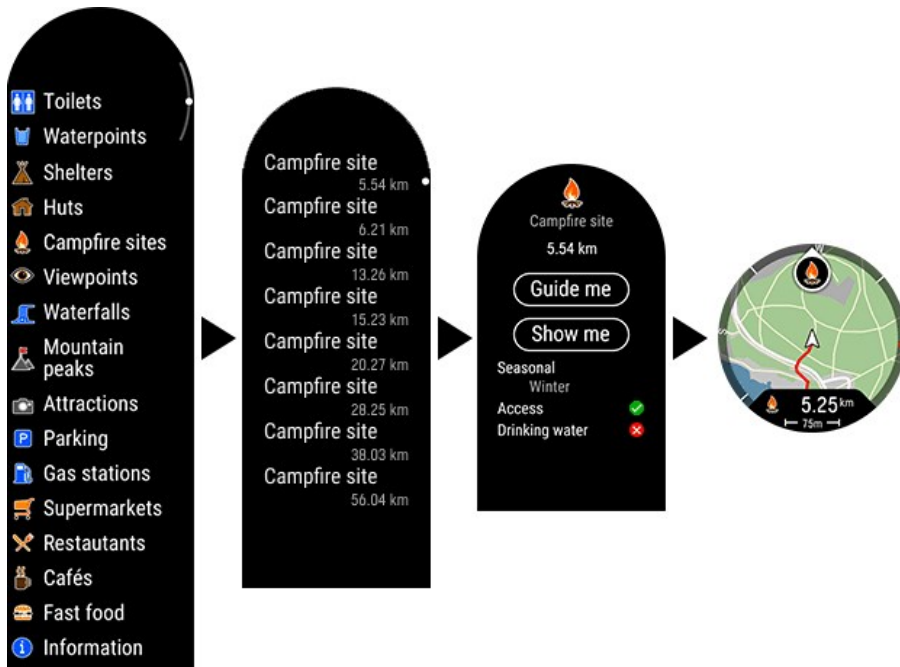 Toilets
Waterpoints
Shelters
Huts
Campfire sites
Viewpoints
Waterfalls
Mountain
peaks
Attractions
P
Parking
Gas stations
Supermarkets
Restautants
Cafés
Fast food
i
Information
Campfire site
5.54 km
Campfire site
6.21 km
Campfire site
13.26 km
Campfire site
15.23 km
Campfire site
20.27 km
Campfire site
28.25 km
Campfire site
38.03 km
Campfire site
56.04 km
Campfire site
5.54 km
Guide me
Show me
Seasonal
Winter
Access
Drinking water
5.25 km
75m